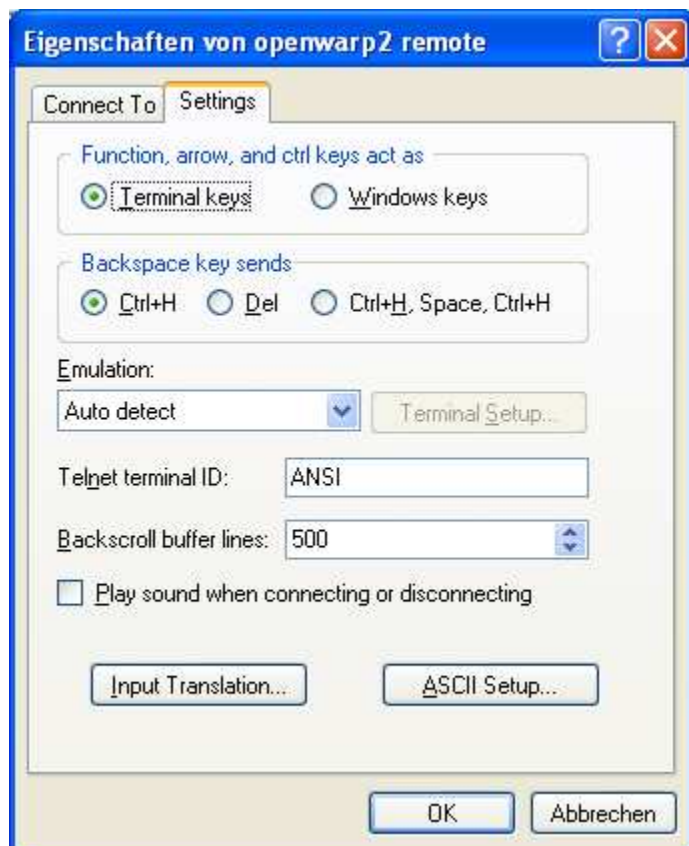 Eigenschaften von openwarp2 remote
Connect To Settings
Function, arrow, and ctrl keys act as
Terminal keys Windows keys
Backspace key sends
Ctrl+H Del Ctrl+H, Space, Ctrl+H
Emulation:
Auto detect Terminal Setup...
Telnet terminal ID: ANSI
Backscroll buffer lines: 500
Play sound when connecting or disconnecting
Input Translation... ASCII Setup...
OK Abbrechen